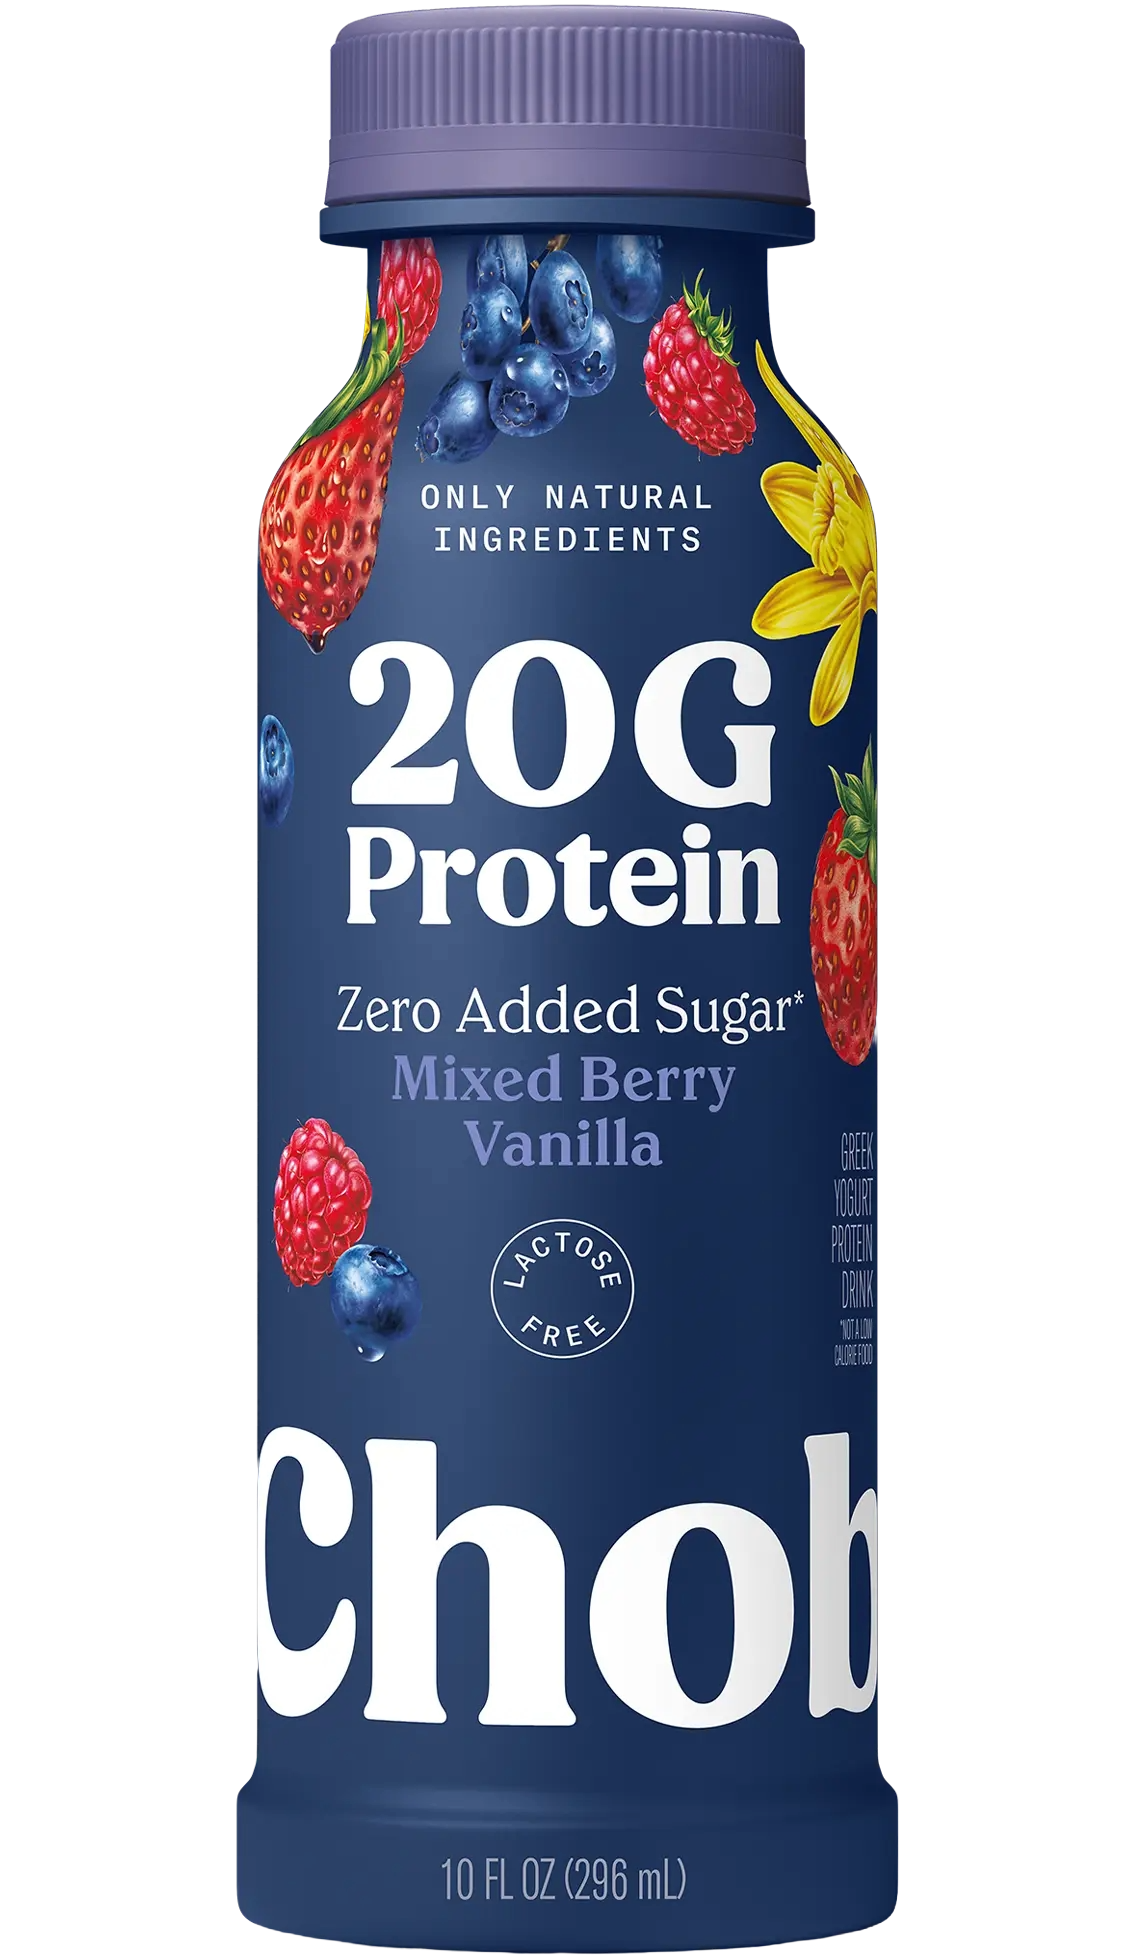 ONLY NATURAL
INGREDIENTS
20G
Protein
Zero Added Sugar*
Mixed Berry
Vanilla
LACTOSE
FREE
GREEK
YOGURT
PROTEIN
DRINK
*NOT A LOW
CALORIE FOOD
Chob
10 FL OZ (296 mL)